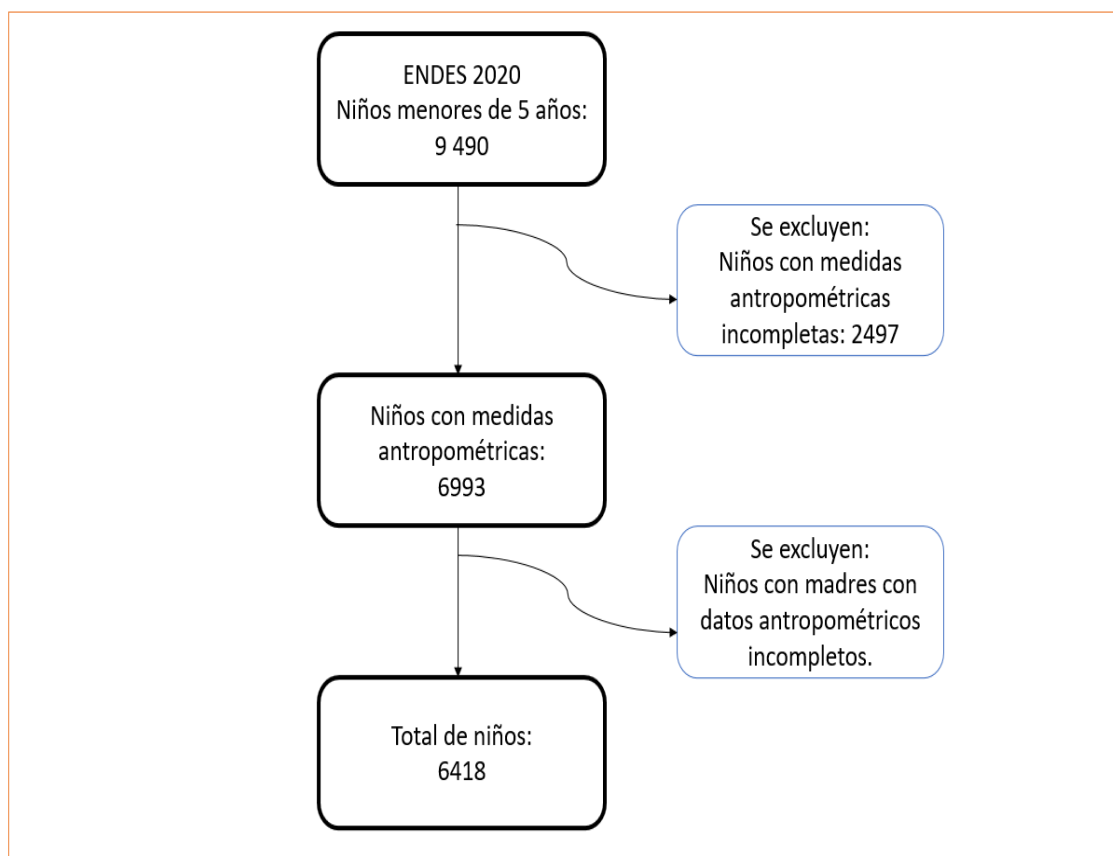 ENDES 2020
Niños menores de 5 años:
9 490
Se excluyen:
Niños con medidas
antropométricas
incompletas: 2497
Niños con medidas
antropométricas:
6993
Se excluyen:
Niños con madres con
datos antropométricos
incompletos.
Total de niños:
6418